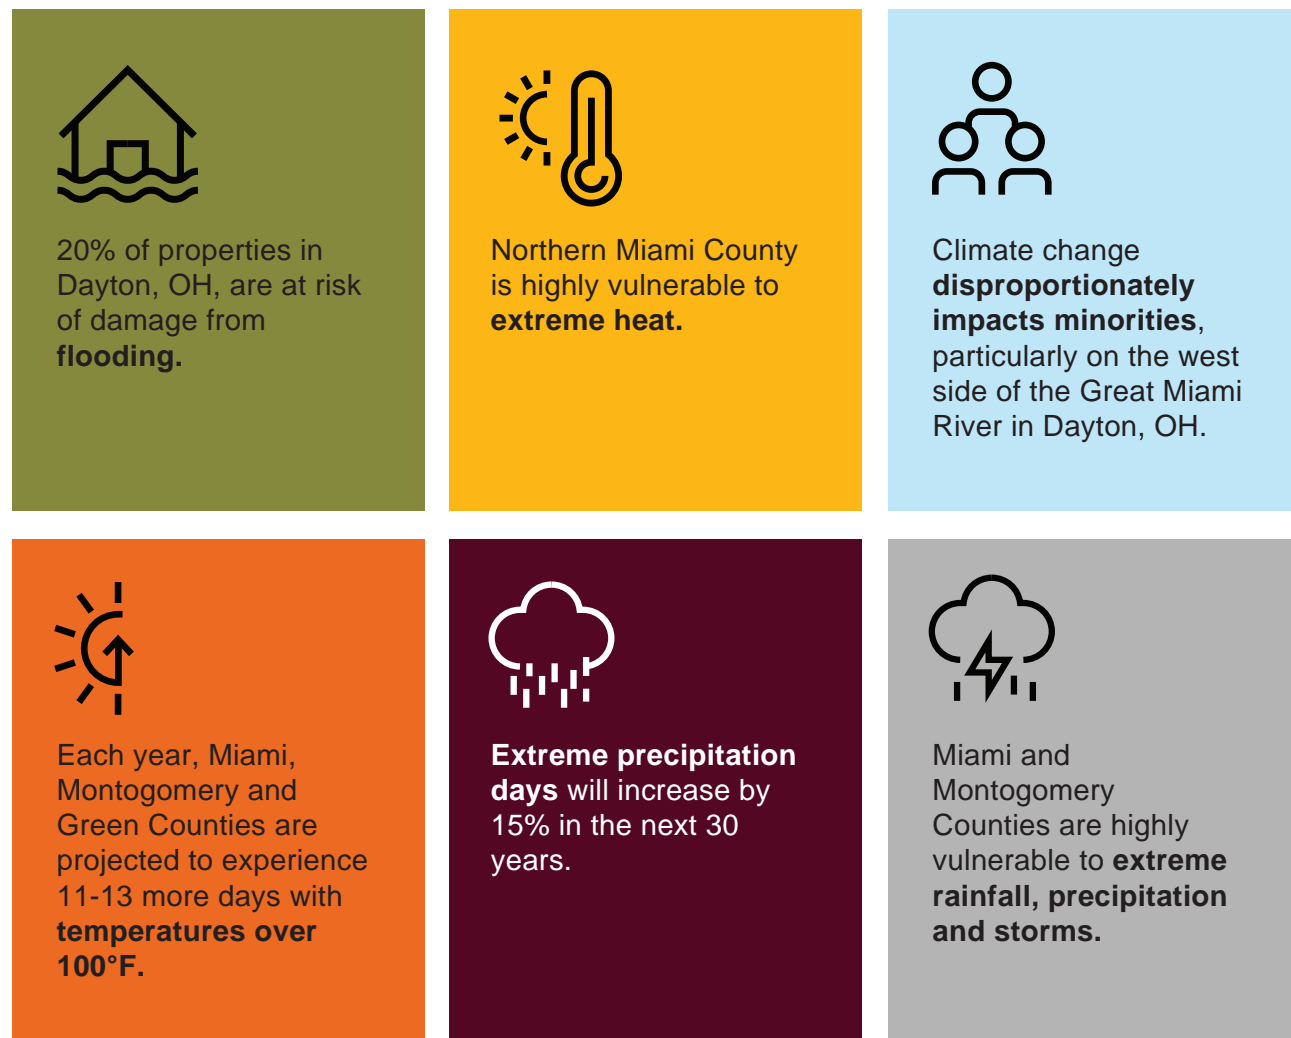 20% of properties in
Dayton, OH, are at risk
of damage from
flooding.
Northern Miami County
is highly vulnerable to
extreme heat.
Climate change
disproportionately
impacts minorities,
particularly on the west
side of the Great Miami
River in Dayton, OH.
Each year, Miami,
Montogomery and
Green Counties are
projected to experience
11-13 more days with
temperatures over
100°F.
Extreme precipitation
days will increase by
15% in the next 30
years.
Miami and
Montogomery
Counties are highly
vulnerable to extreme
rainfall, precipitation
and storms.